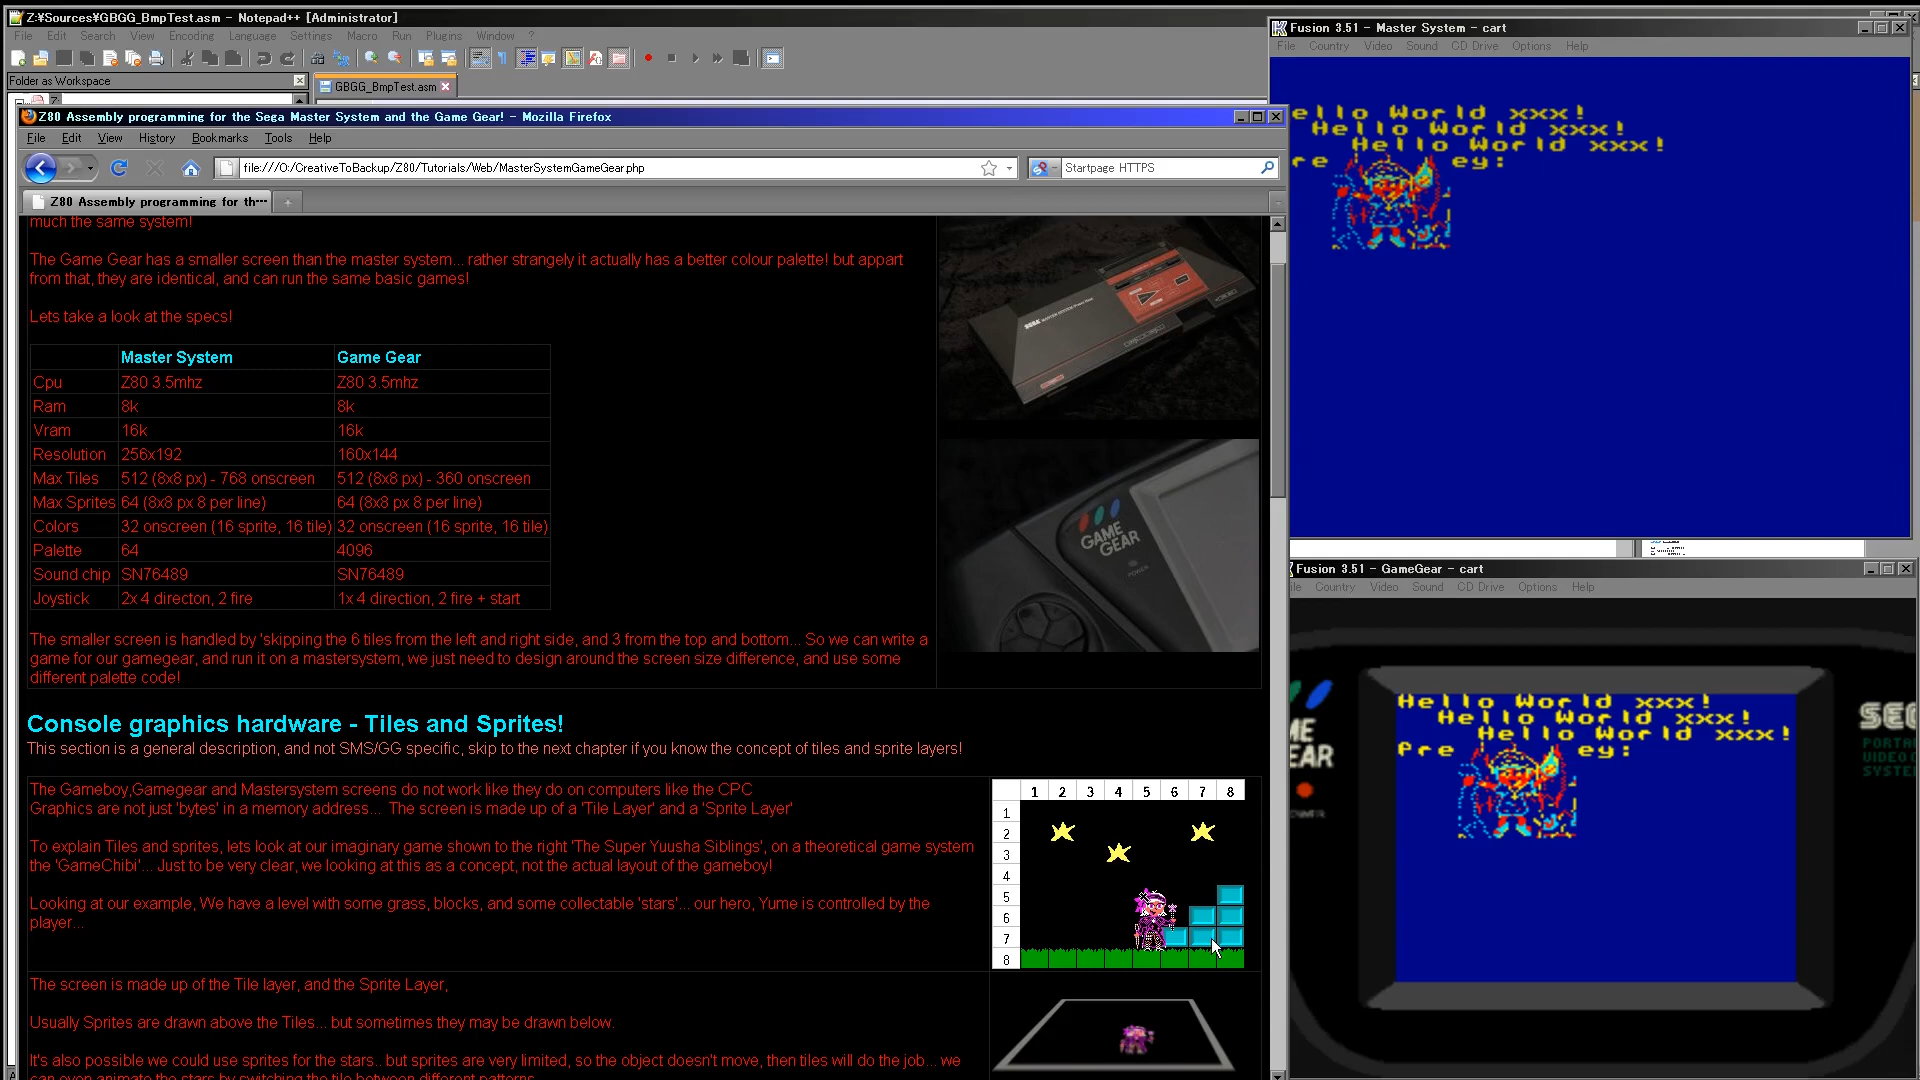 Z:¥Sources¥GBGG_BmpTest.asm - Notepad++ [Administrator]
File Edit Search View Encoding Language Settings Macro Run Plugins Window ?
Folder as Workspace
GBGG_BmpTest.asm
Z80 Assembly programming for the Sega Master System and the Game Gear! - Mozilla Firefox
File Edit View History Bookmarks Tools Help
file:///O:/CreativeToBackup/Z80/Tutorials/Web/MasterSystemGameGear.php
Startpage HTTPS
Z80 Assembly programming for th···
much the same system!
The Game Gear has a smaller screen than the master system... rather strangely it actually has a better colour palette! but appart
from that, they are identical, and can run the same basic games!
Lets take a look at the specs!
Master System Game Gear
Cpu Z80 3.5mhz Z80 3.5mhz
Ram 8k 8k
Vram 16k 16k
Resolution 256x192 160x144
Max Tiles 512 (8x8 px) - 768 onscreen 512 (8x8 px) - 360 onscreen
Max Sprites 64 (8x8 px 8 per line) 64 (8x8 px 8 per line)
Colors 32 onscreen (16 sprite, 16 tile) 32 onscreen (16 sprite, 16 tile)
Palette 64 4096
Sound chip SN76489 SN76489
Joystick 2x 4 directon, 2 fire 1x 4 direction, 2 fire + start
The smaller screen is handled by 'skipping the 6 tiles from the left and right side, and 3 from the top and bottom... So we can write a
game for our gamegear, and run it on a mastersystem, we just need to design around the screen size difference, and use some
different palette code!
GAME
GEAR
POWER
Console graphics hardware - Tiles and Sprites!
This section is a general description, and not SMS/GG specific, skip to the next chapter if you know the concept of tiles and sprite layers!
The Gameboy,Gamegear and Mastersystem screens do not work like they do on computers like the CPC
Graphics are not just 'bytes' in a memory address... The screen is made up of a 'Tile Layer' and a 'Sprite Layer'
To explain Tiles and sprites, lets look at our imaginary game shown to the right 'The Super Yuusha Siblings', on a theoretical game system
the 'GameChibi'... Just to be very clear, we looking at this as a concept, not the actual layout of the gameboy!
Looking at our example, We have a level with some grass, blocks, and some collectable 'stars'... our hero, Yume is controlled by the
player...
1 2 3 4 5 6 7 8
1
2
3
4
5
6
7
8
The screen is made up of the Tile layer, and the Sprite Layer,
Usually Sprites are drawn above the Tiles... but sometimes they may be drawn below.
It's also possible we could use sprites for the stars.. but sprites are very limited, so the object doesn't move, then tiles will do the job... we
can even animate the stars by switching the tile between different patterns
Fusion 3.51 - Master System - cart
File Country Video Sound CD Drive Options Help
ello World xxx!
Hello World xxx!
Hello World xxx!
re ey:
Fusion 3.51 - GameGear - cart
ile Country Video Sound CD Drive Options Help
Hello World xxx!
Hello World xxx!
Hello World xxx!
Pre ey:
ME
EAR
SEG
PORTA
VIDEO
SYSTEM